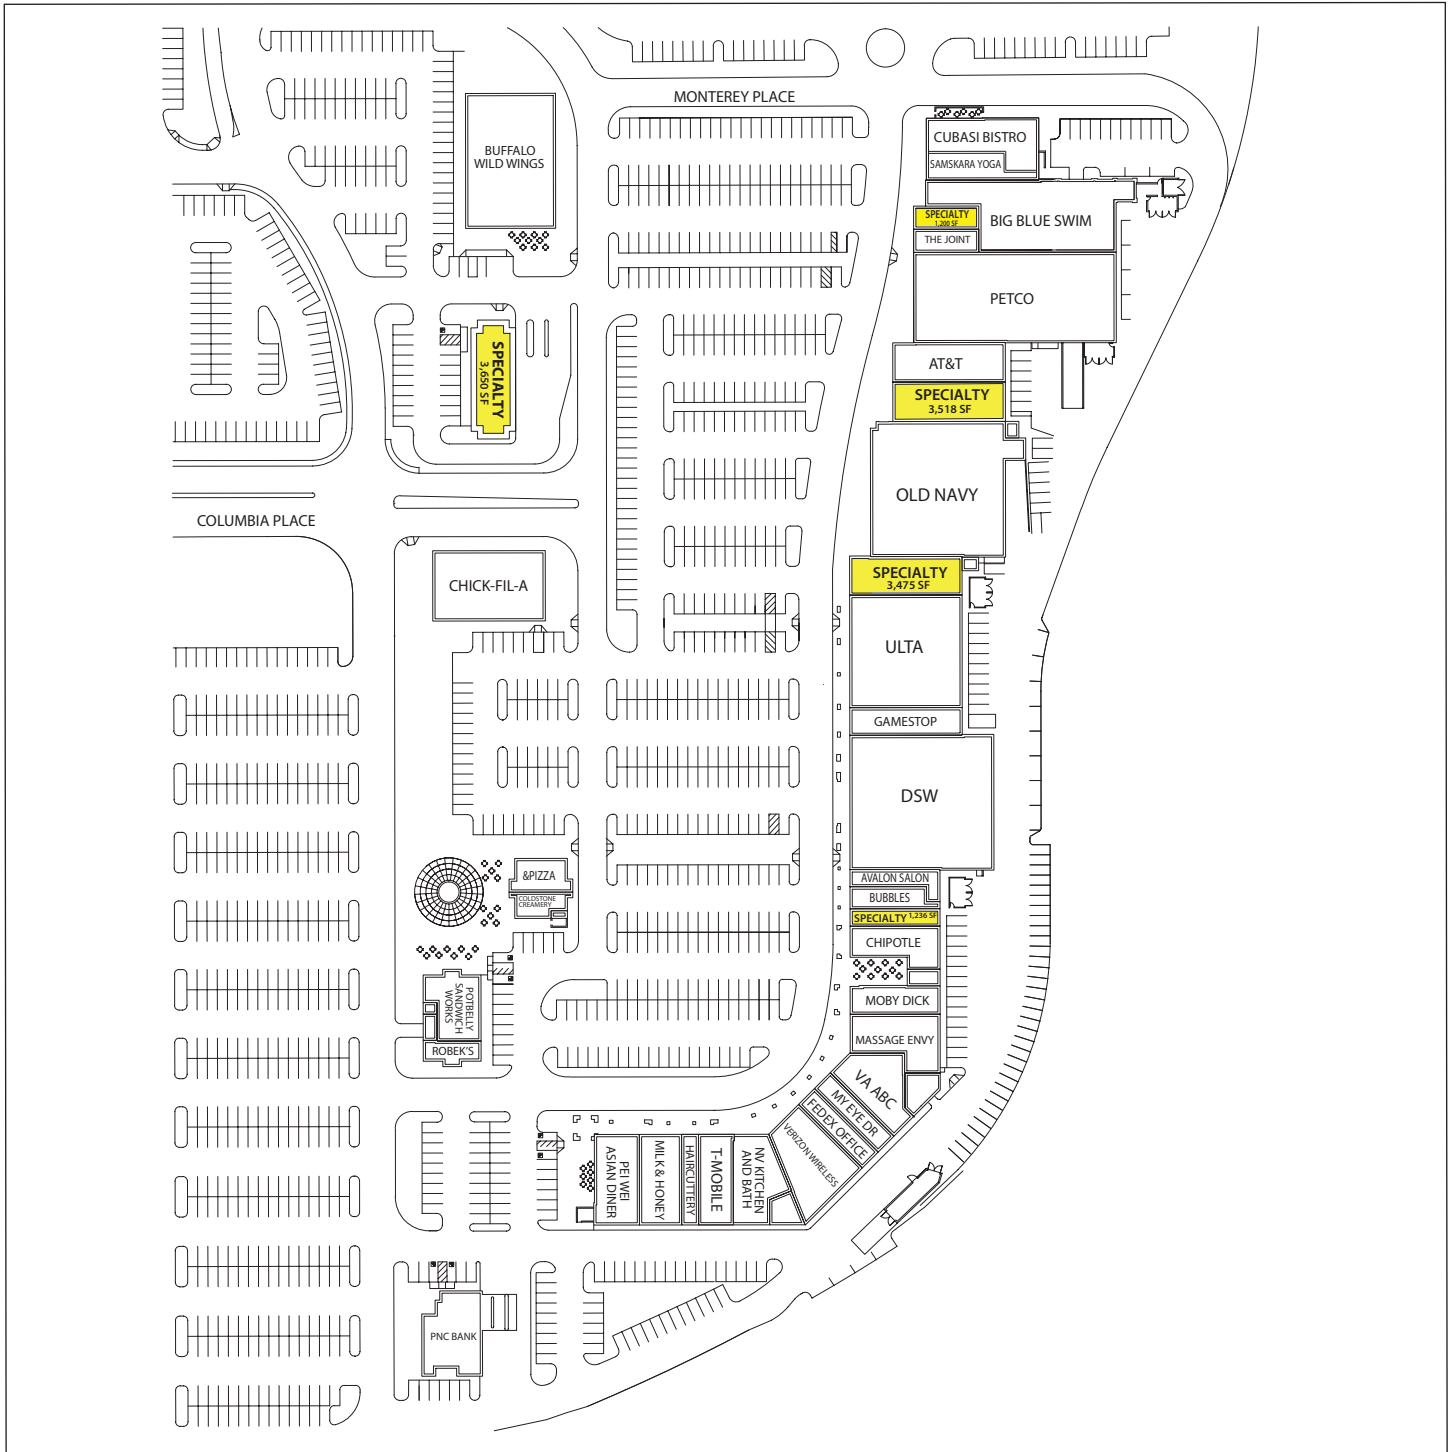 MONTEREY PLACE
BUFFALO
WILD WINGS
CUBASI BISTRO
SAMSKARA YOGA
SPECIALTY
1,200 SF
BIG BLUE SWIM
THE JOINT
PETCO
AT&T
SPECIALTY
3,650 SF
SPECIALTY
3,518 SF
OLD NAVY
COLUMBIA PLACE
CHICK-FIL-A
SPECIALTY
3,475 SF
ULTA
GAMESTOP
DSW
&PIZZA
COLDSTONE
CREAMERY
AVALON SALON
BUBBLES
SPECIALTY 1,236 SF
CHIPOTLE
MOBY DICK
POTBELLY
SANDWICH
WORKS
ROBEK'S
MASSAGE ENVY
VA ABC
MY EYE DR
FEDEX OFFICE
VERIZON WIRELESS
PEI WEI
ASIAN DINER
MILK & HONEY
HAIRCUTTERY
T-MOBILE
NV KITCHEN
AND BATH
PNC BANK